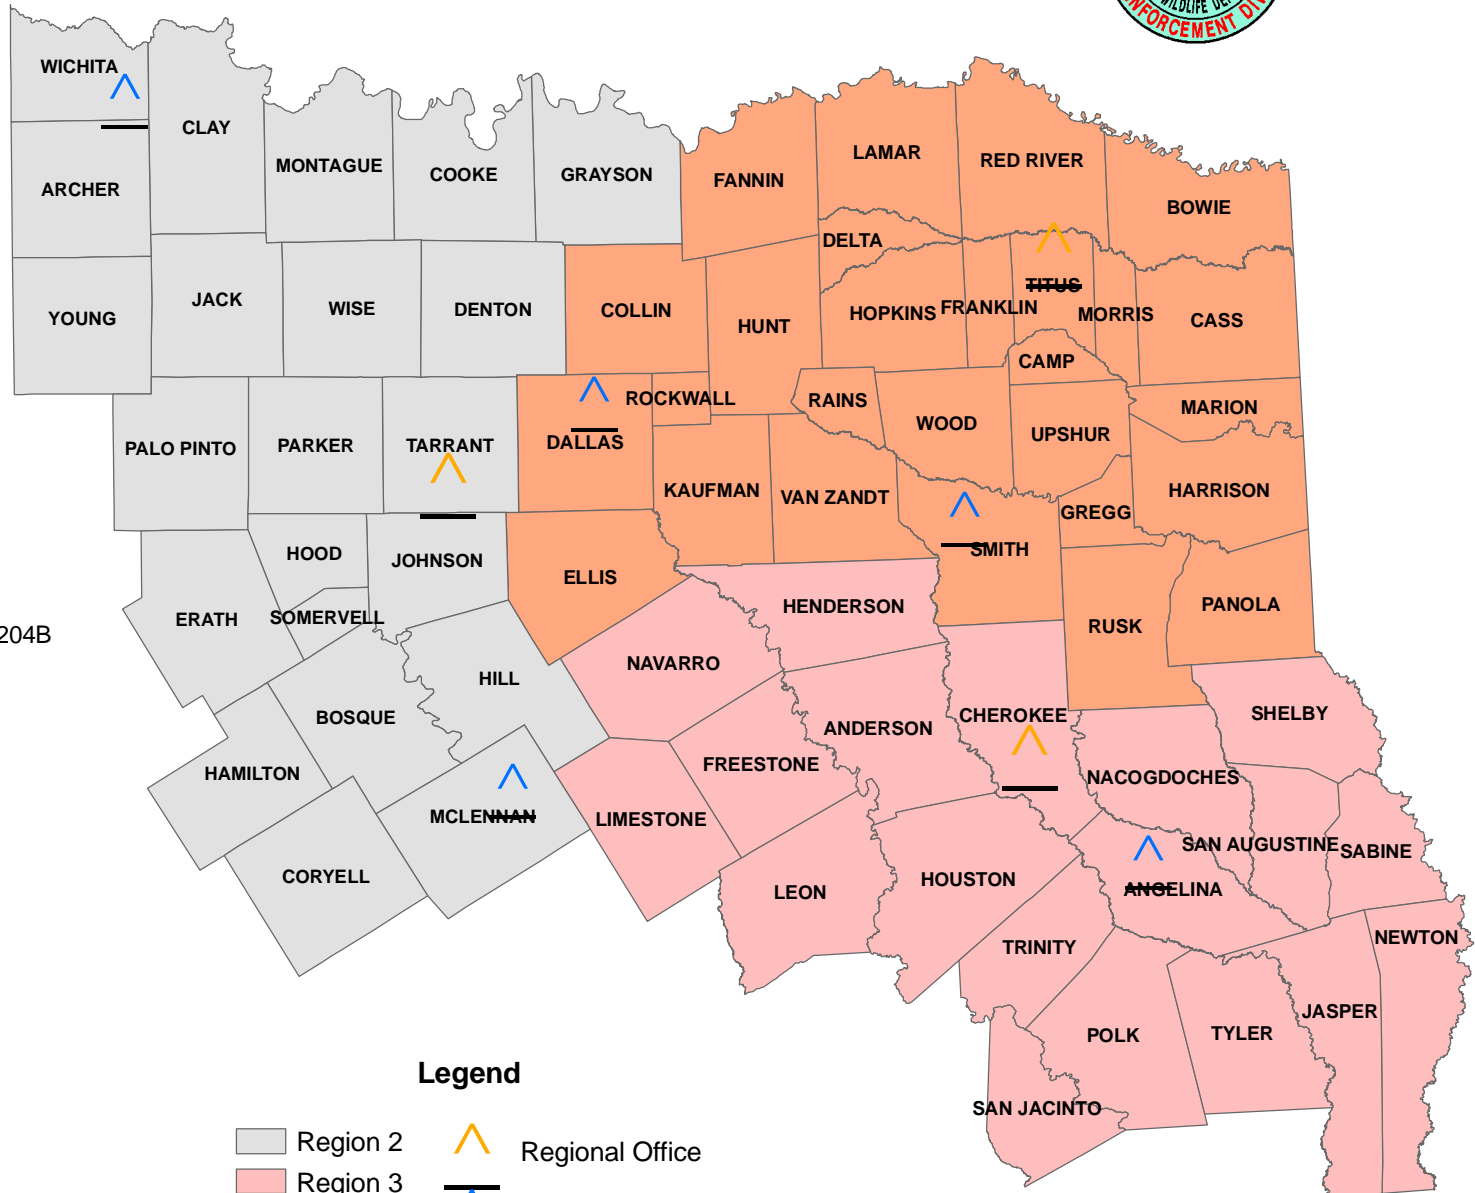 WILDLIFE DE
NFORCEMENT DIV
WICHITA
CLAY
MONTAGUE
COOKE
GRAYSON
FANNIN
LAMAR
RED RIVER
BOWIE
ARCHER
DELTA
YOUNG
JACK
WISE
DENTON
COLLIN
HUNT
HOPKINS
FRANKLIN
TITUS
MORRIS
CASS
CAMP
PALO PINTO
PARKER
TARRANT
DALLAS
ROCKWALL
RAINS
WOOD
UPSHUR
MARION
KAUFMAN
VAN ZANDT
SMITH
GREGG
HARRISON
HOOD
JOHNSON
ELLIS
ERATH
SOMERVELL
HENDERSON
RUSK
PANOLA
204B
NAVARRO
HILL
BOSQUE
ANDERSON
CHEROKEE
SHELBY
HAMILTON
FREESTONE
NACOGDOCHES
MCLENNAN
LIMESTONE
SAN AUGUSTINE
SABINE
CORYELL
LEON
HOUSTON
ANGELINA
TRINITY
NEWTON
POLK
TYLER
JASPER
SAN JACINTO
Legend
Region 2
Regional Office
Region 3